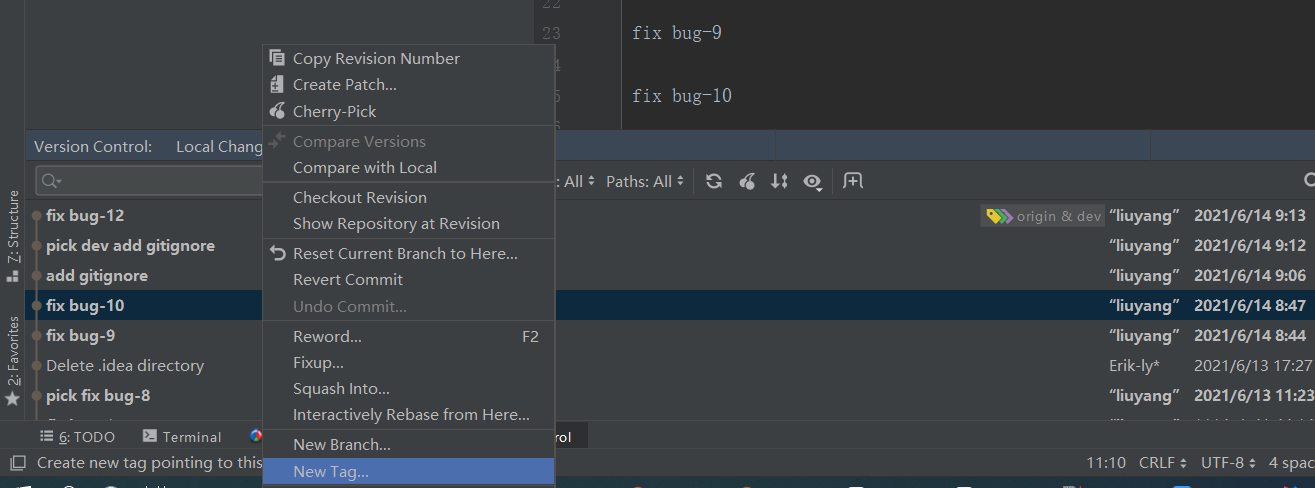 22
23
fix bug-9
fix bug-10
Copy Revision Number
Create Patch...
Cherry-Pick
Compare Versions
Compare with Local
Checkout Revision
Show Repository at Revision
Reset Current Branch to Here...
Revert Commit
Undo Commit...
Reword... F2
Fixup...
Squash Into...
Interactively Rebase from Here...
New Branch...
New Tag...
Version Control: Local Chang
: All Paths: All
7: Structure
2: Favorites
fix bug-12 origin & dev “liuyang” 2021/6/14 9:13
pick dev add gitignore “liuyang” 2021/6/14 9:12
add gitignore “liuyang” 2021/6/14 9:06
fix bug-10 “liuyang” 2021/6/14 8:47
fix bug-9 “liuyang” 2021/6/14 8:44
Delete .idea directory Erik-ly* 2021/6/13 17:27
pick fix bug-8 “liuyang” 2021/6/13 11:23
6: TODO Terminal rol
Create new tag pointing to this 11:10 CRLF UTF-8 4 spac